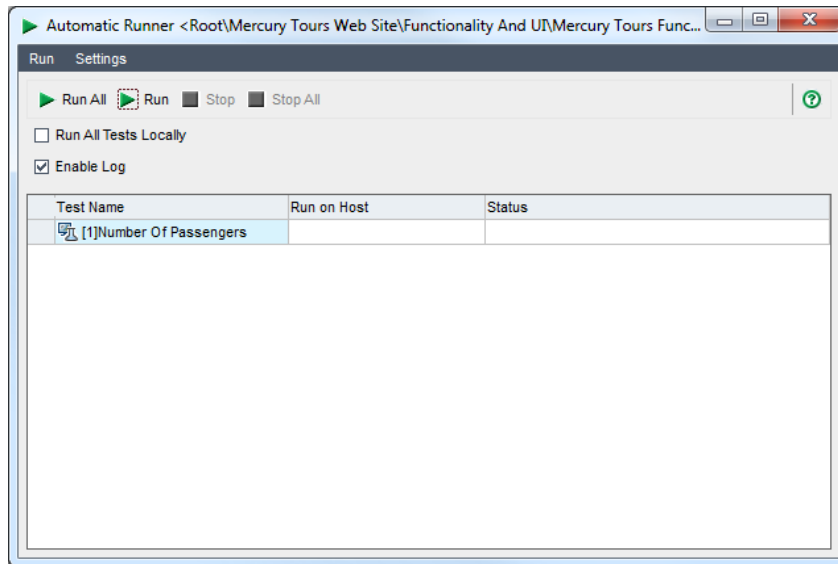 Automatic Runner <Root\Mercury Tours Web Site\Functionality And UI\Mercury Tours Func...
Run Settings
Run All Run Stop Stop All
Run All Tests Locally
Enable Log
Test Name Run on Host Status
[1]Number Of Passengers